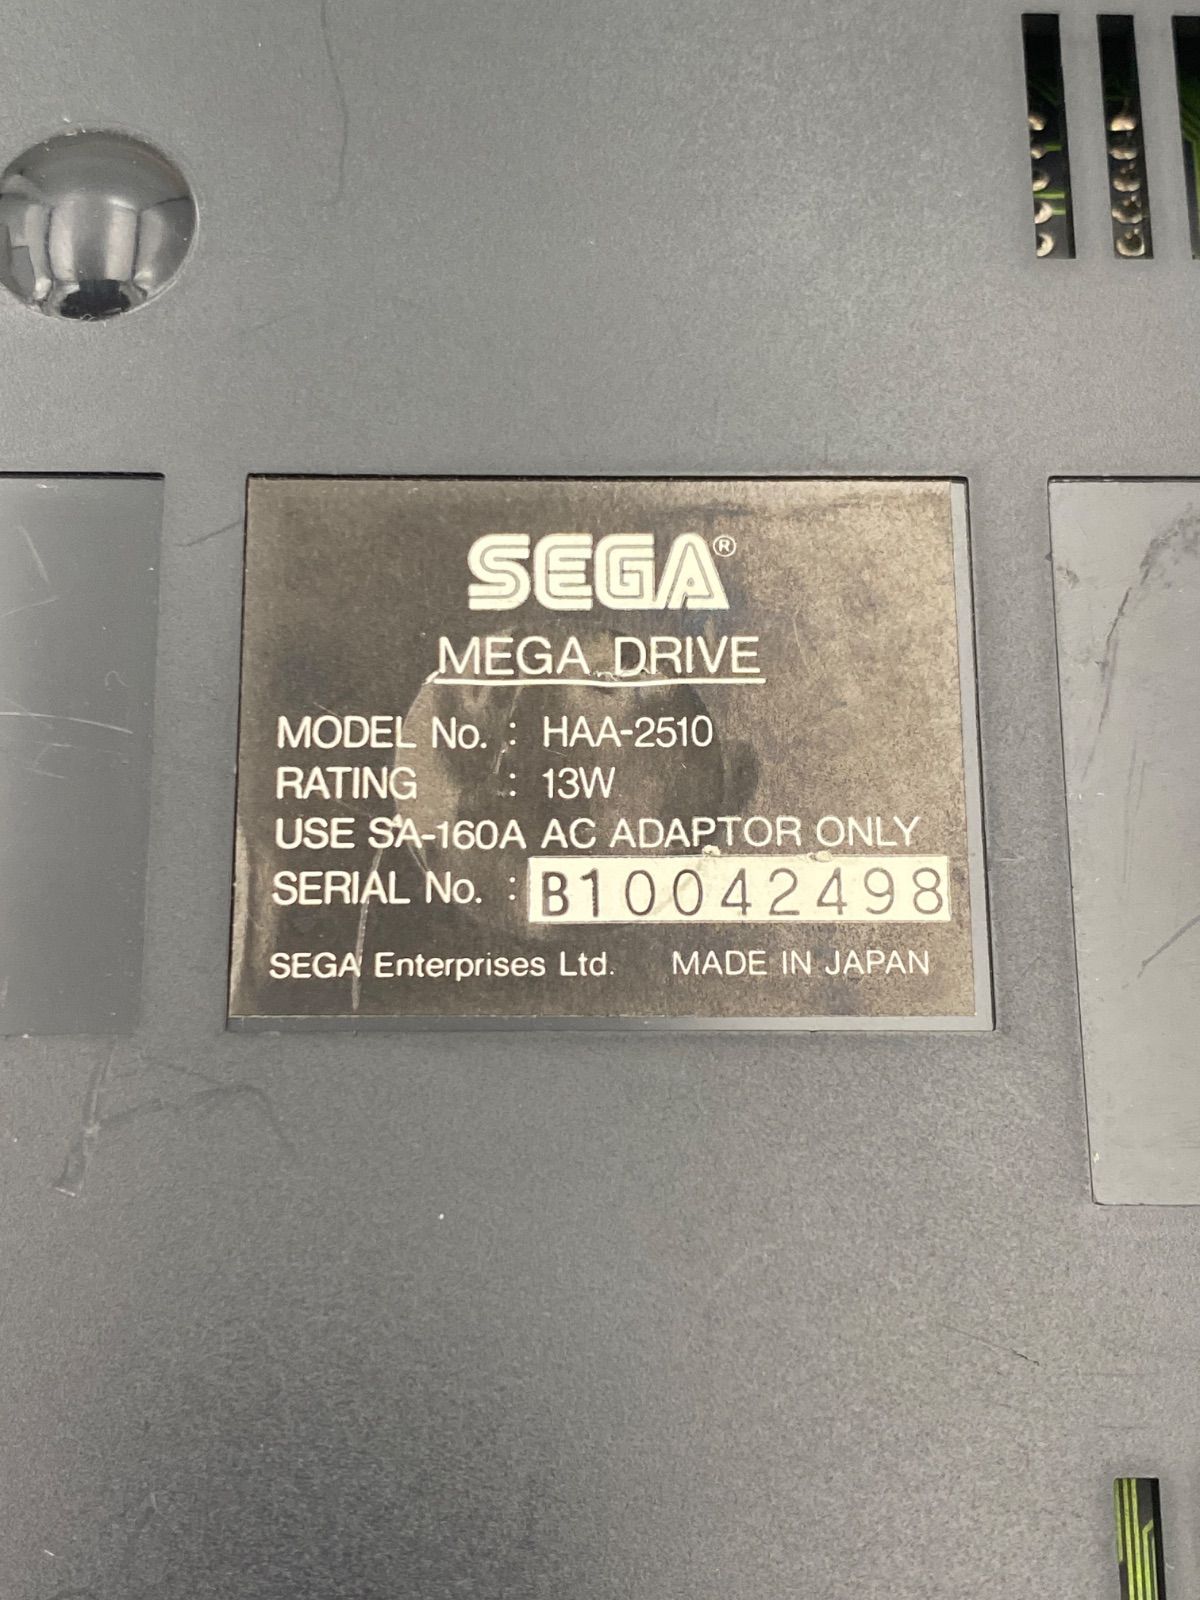 SEGA®
MEGA DRIVE
MODEL No. : HAA-2510
RATING : 13W
USE SA-160A AC ADAPTOR ONLY
SERIAL No. : B10042498
SEGA Enterprises Ltd. MADE IN JAPAN